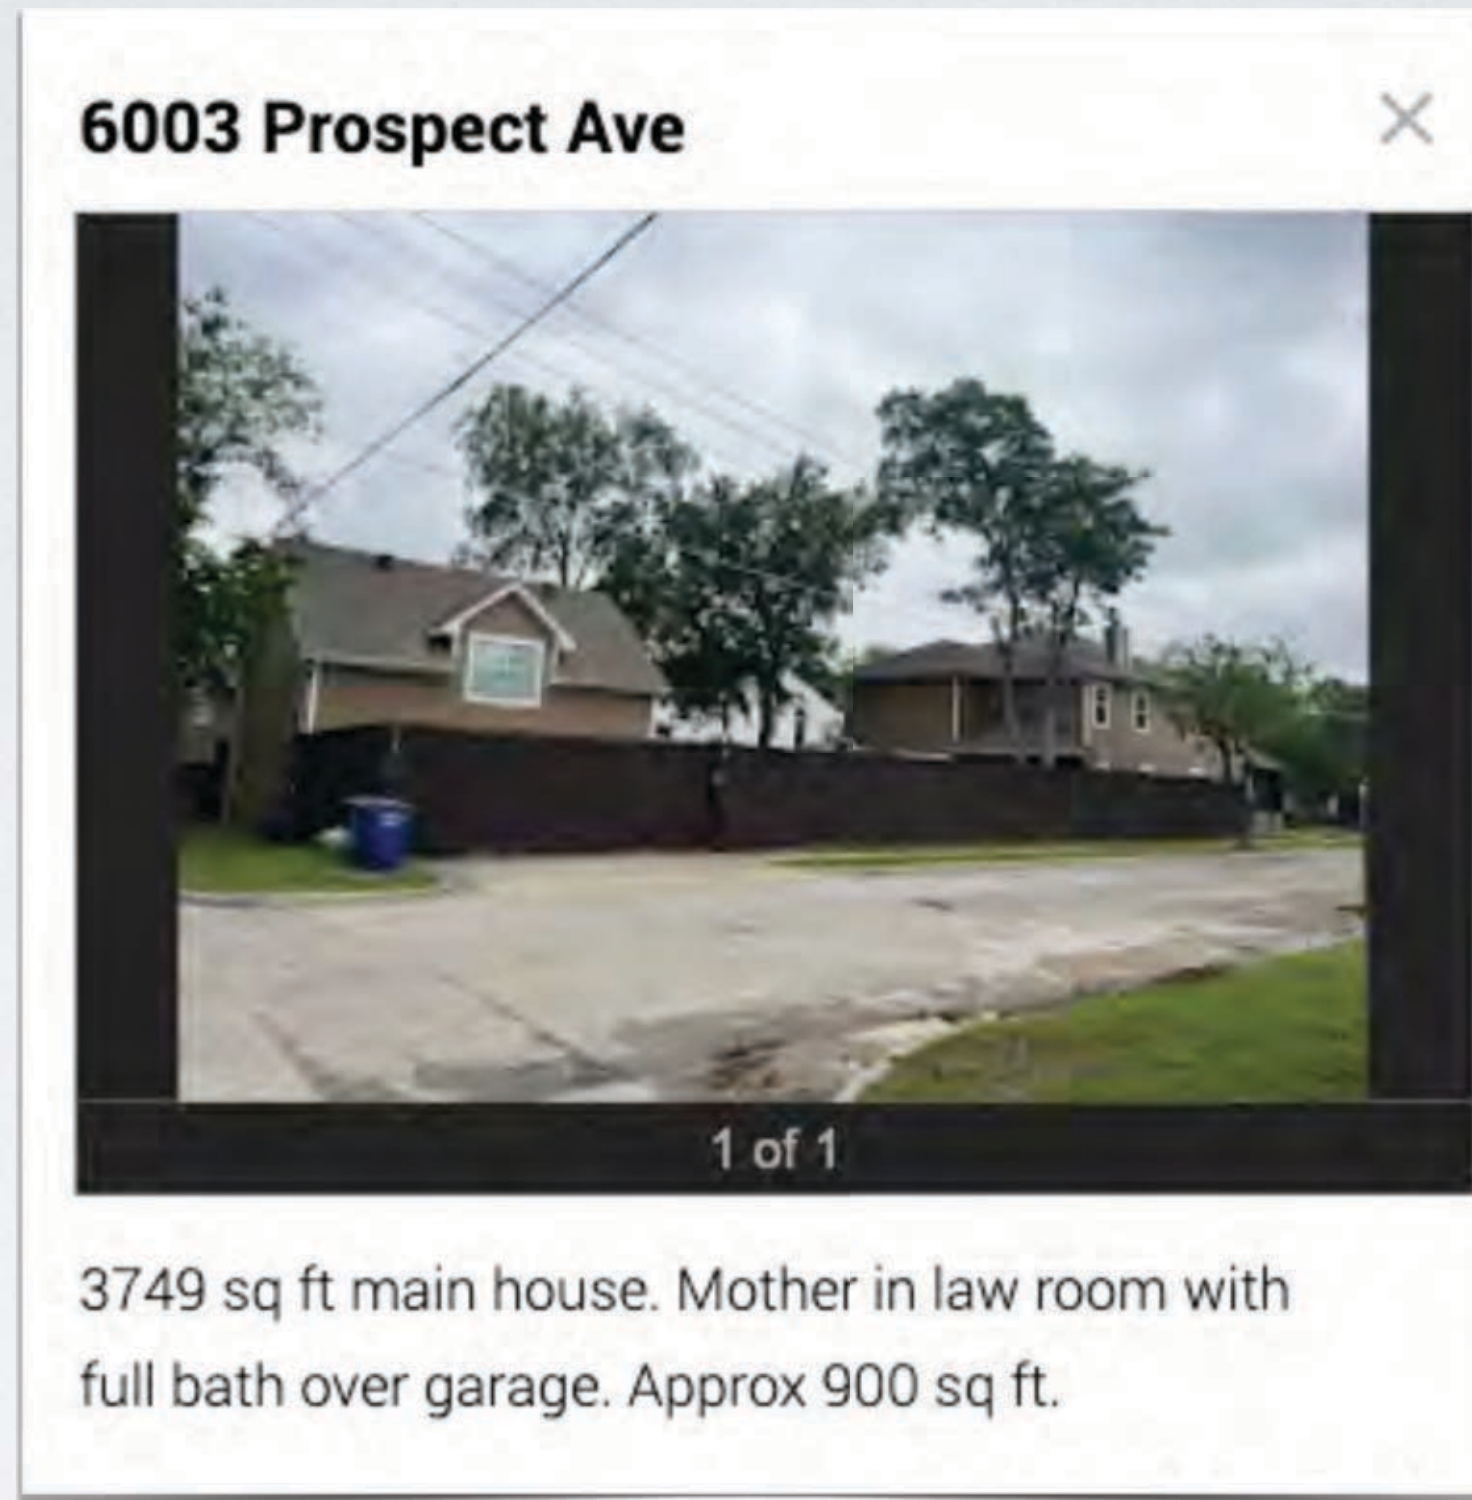 6003 Prospect Ave
1 of 1
3749 sq ft main house. Mother in law room with
full bath over garage. Approx 900 sq ft.